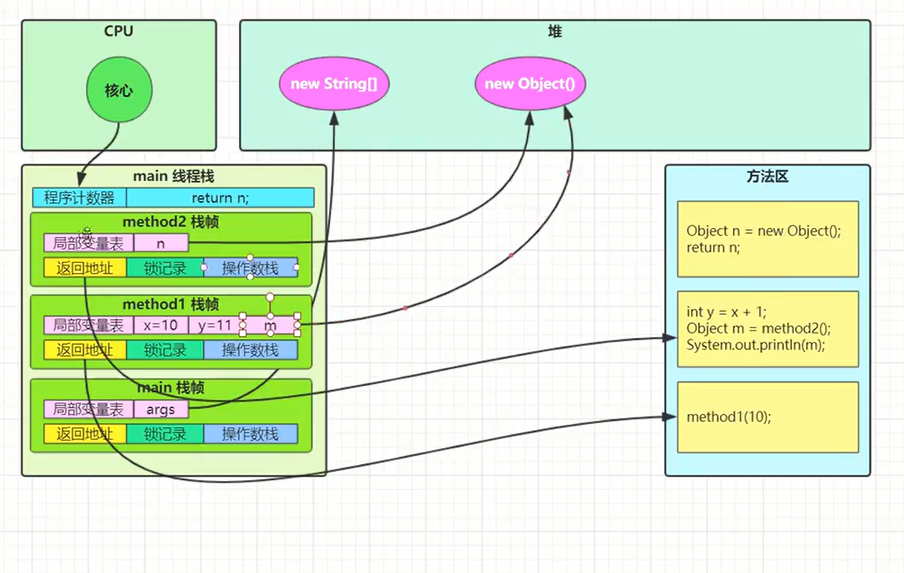 CPU
核心
堆
new String[]
new Object()
main 线程栈
程序计数器
return n;
method2 栈帧
局部变量表
n
返回地址
锁记录
操作数栈
method1 栈帧
局部变量表
x=10
y=11
m
返回地址
锁记录
操作数栈
main 栈帧
局部变量表
args
返回地址
锁记录
操作数栈
方法区
Object n = new Object();
return n;
int y = x + 1;
Object m = method2();
System.out.println(m);
method1(10);